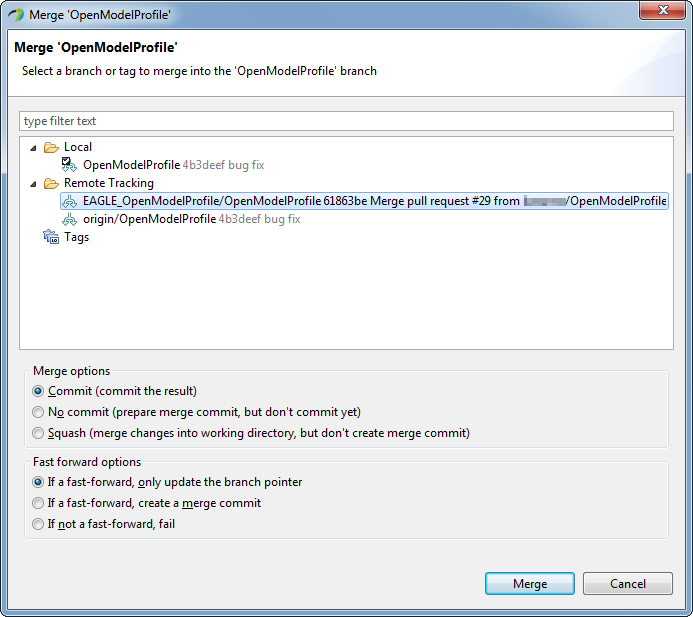 Merge 'OpenModelProfile'
Merge 'OpenModelProfile'
Select a branch or tag to merge into the 'OpenModelProfile' branch
type filter text
Local
OpenModelProfile 4b3deef bug fix
Remote Tracking
EAGLE_OpenModelProfile/OpenModelProfile 61863be Merge pull request #29 from /OpenModelProfile
origin/OpenModelProfile 4b3deef bug fix
Tags
Merge options
Commit (commit the result)
No commit (prepare merge commit, but don't commit yet)
Squash (merge changes into working directory, but don't create merge commit)
Fast forward options
If a fast-forward, only update the branch pointer
If a fast-forward, create a merge commit
If not a fast-forward, fail
Merge
Cancel